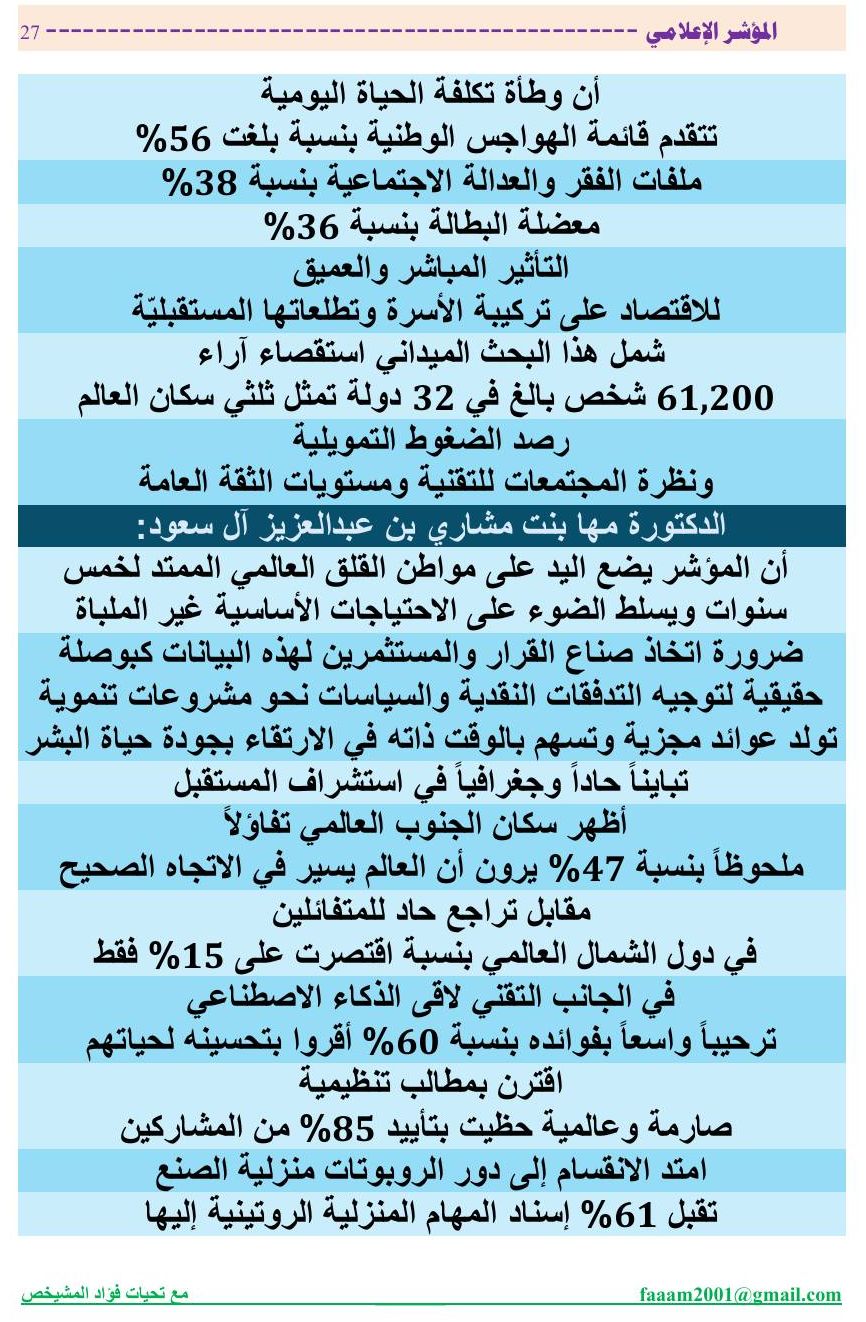 المؤشر الإعلامي ------------------------------------------------ 27
أن وطأة تكلفة الحياة اليومية
تتقدم قائمة الهواجس الوطنية بنسبة بلغت 56%
ملفات الفقر والعدالة الاجتماعية بنسبة 38%
معضلة البطالة بنسبة 36%
التأثير المباشر والعميق
للاقتصاد على تركيبة الأسرة وتطلعاتها المستقبليّة
شمل هذا البحث الميداني استقصاء آراء
61,200 شخص بالغ في 32 دولة تمثل ثلثي سكان العالم
رصد الضغوط التمويلية
ونظرة المجتمعات للتقنية ومستويات الثقة العامة
الدكتورة مها بنت مشاري بن عبدالعزيز آل سعود:
أن المؤشر يضع اليد على مواطن القلق العالمي الممتد لخمس
سنوات ويسلط الضوء على الاحتياجات الأساسية غير الملباة
ضرورة اتخاذ صناع القرار والمستثمرين لهذه البيانات كبوصلة
حقيقية لتوجيه التدفقات النقدية والسياسات نحو مشروعات تنموية
تولد عوائد مجزية وتسهم بالوقت ذاته في الارتقاء بجودة حياة البشر
تبايناً حاداً وجغرافياً في استشراف المستقبل
أظهر سكان الجنوب العالمي تفاؤلاً
ملحوظاً بنسبة 47% يرون أن العالم يسير في الاتجاه الصحيح
مقابل تراجع حاد للمتفائلين
في دول الشمال العالمي بنسبة اقتصرت على 15% فقط
في الجانب التقني لاقى الذكاء الاصطناعي
ترحيباً واسعاً بفوائده بنسبة 60% أقروا بتحسينه لحياتهم
اقترن بمطالب تنظيمية
صارمة وعالمية حظيت بتأييد 85% من المشاركين
امتد الانقسام إلى دور الروبوتات منزلية الصنع
تقبل 61% إسناد المهام المنزلية الروتينية إليها
faaam2001@gmail.com مع تحيات فؤاد المشيخص